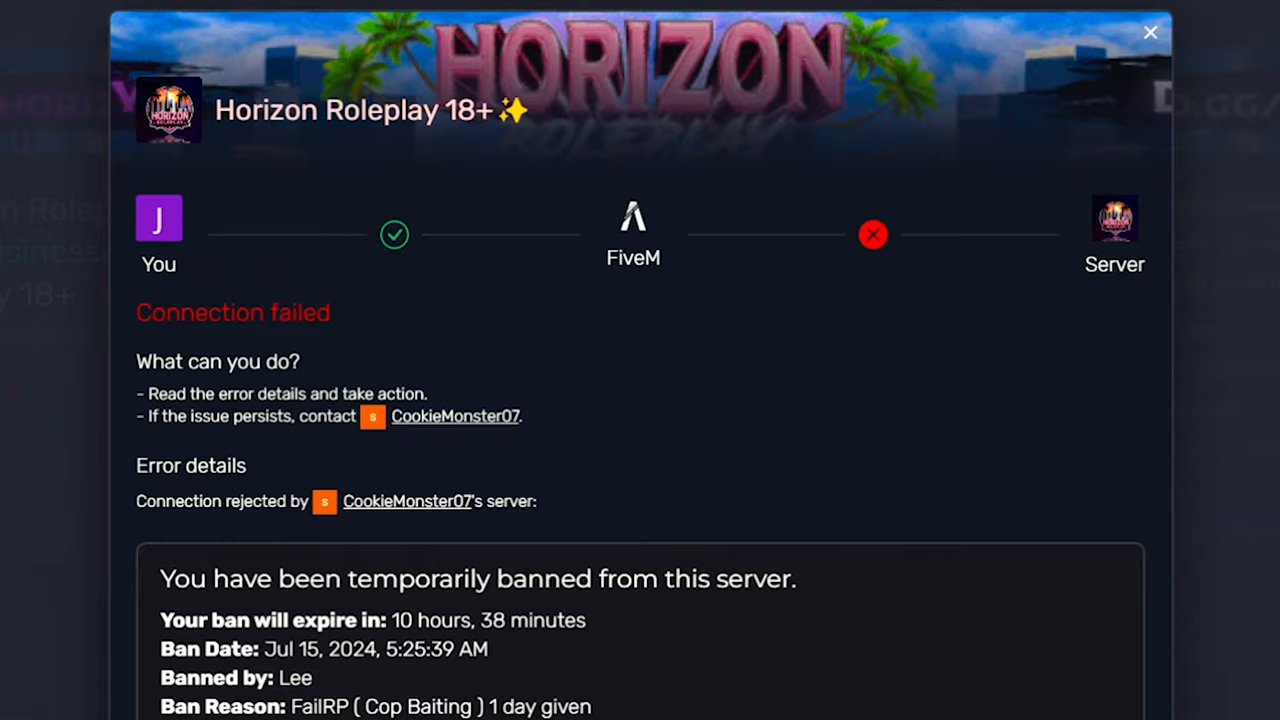 HORIZON
ROLEPLAY
HORIZON
Horizon Roleplay 18+✨
J
You
FiveM
Server
Connection failed
What can you do?
- Read the error details and take action.
- If the issue persists, contact s CookieMonster07.
Error details
Connection rejected by s CookieMonster07's server:
You have been temporarily banned from this server.
Your ban will expire in: 10 hours, 38 minutes
Ban Date: Jul 15, 2024, 5:25:39 AM
Banned by: Lee
Ban Reason: FailRP ( Cop Baiting ) 1 day given